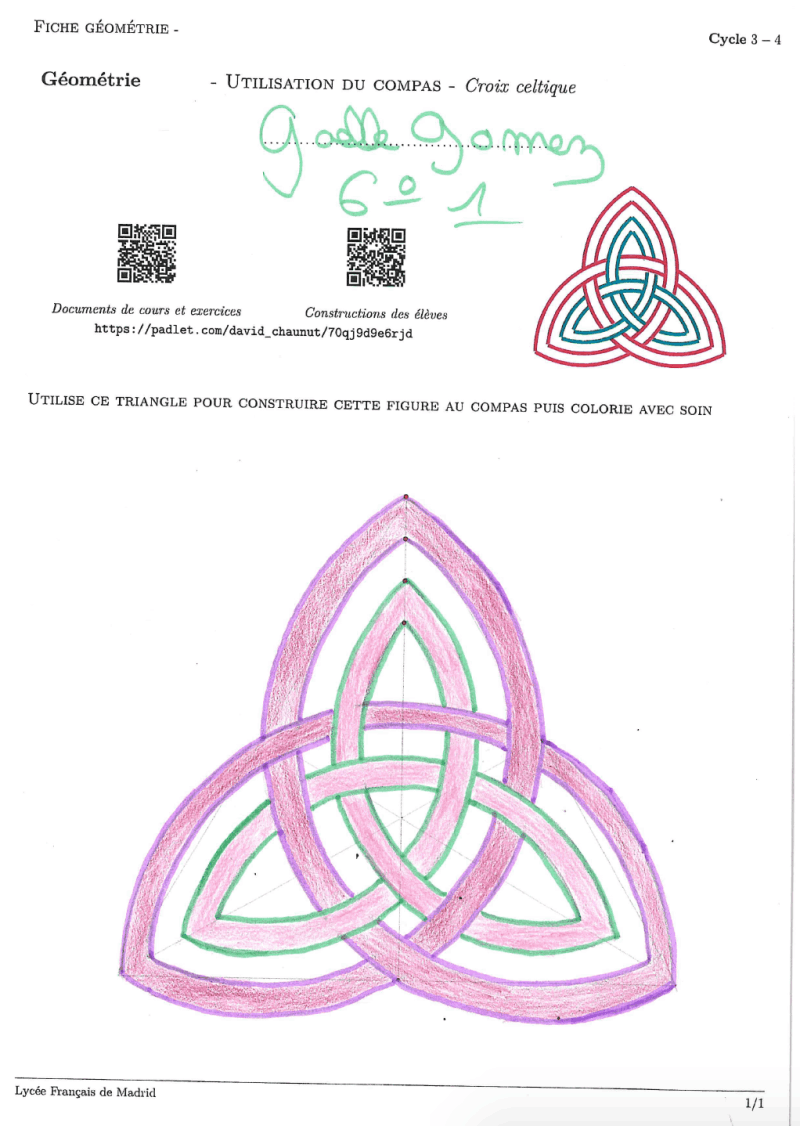 FICHE GÉOMÉTRIE -
Cycle 3 – 4
Géométrie - UTILISATION DU COMPAS - Croix celtique
Gaelle Gomez
6º 1
Documents de cours et exercices
Constructions des élèves
https://padlet.com/david_chaunut/70qj9d9e6rjd
UTILISE CE TRIANGLE POUR CONSTRUIRE CETTE FIGURE AU COMPAS PUIS COLORIE AVEC SOIN
Lycée Français de Madrid
1/1